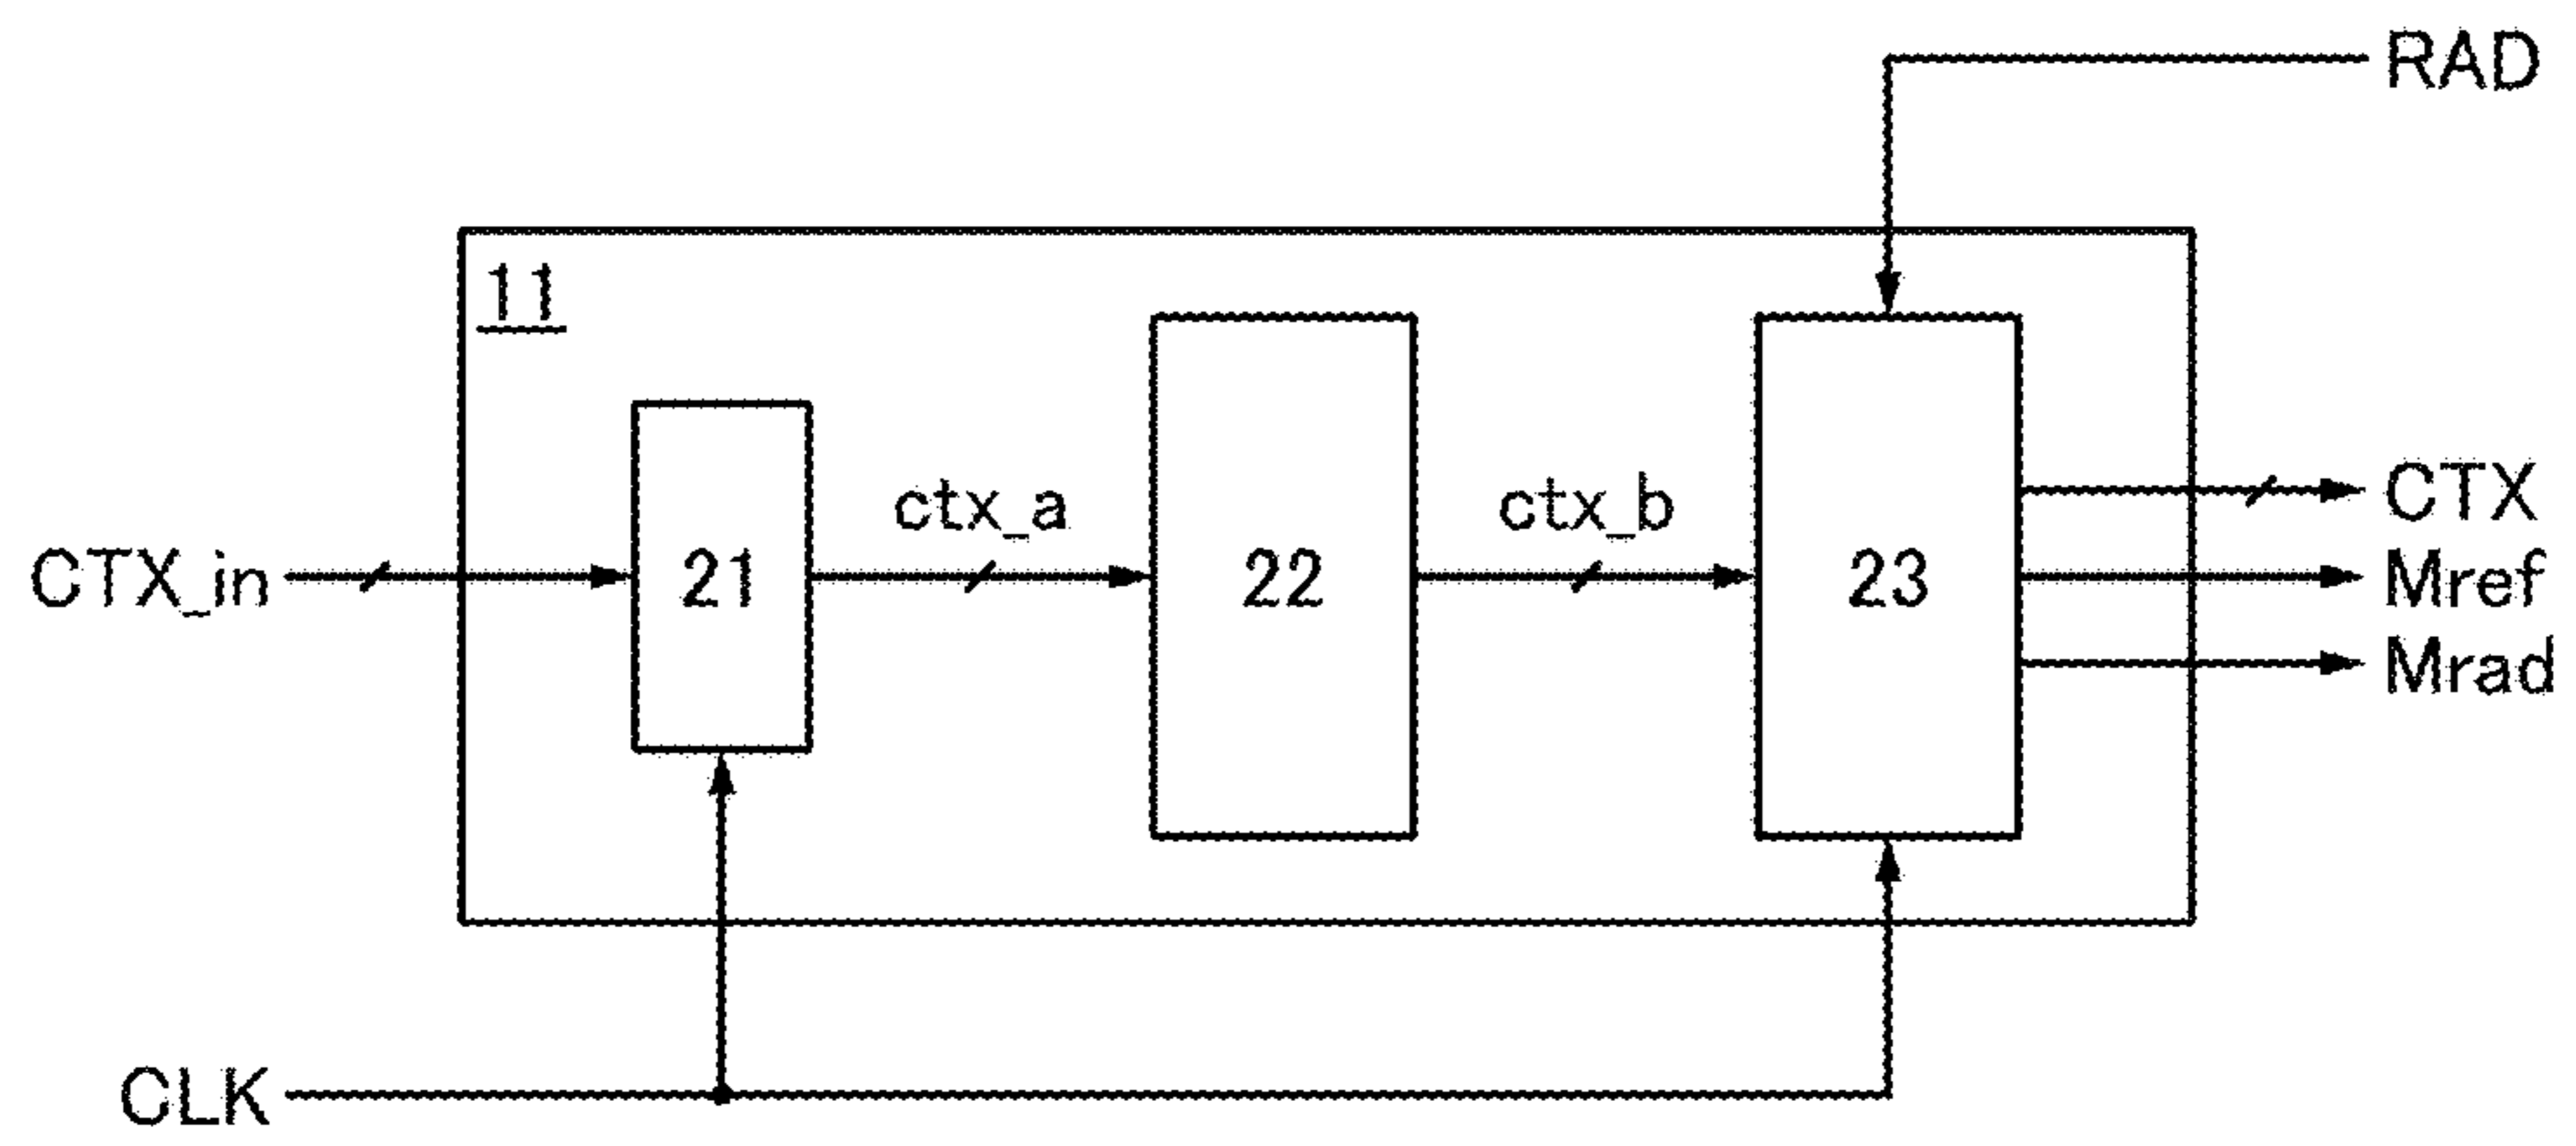 RAD
11
ctx_a
ctx_b
CTX
CTX_in
21
22
23
Mref
Mrad
CLK